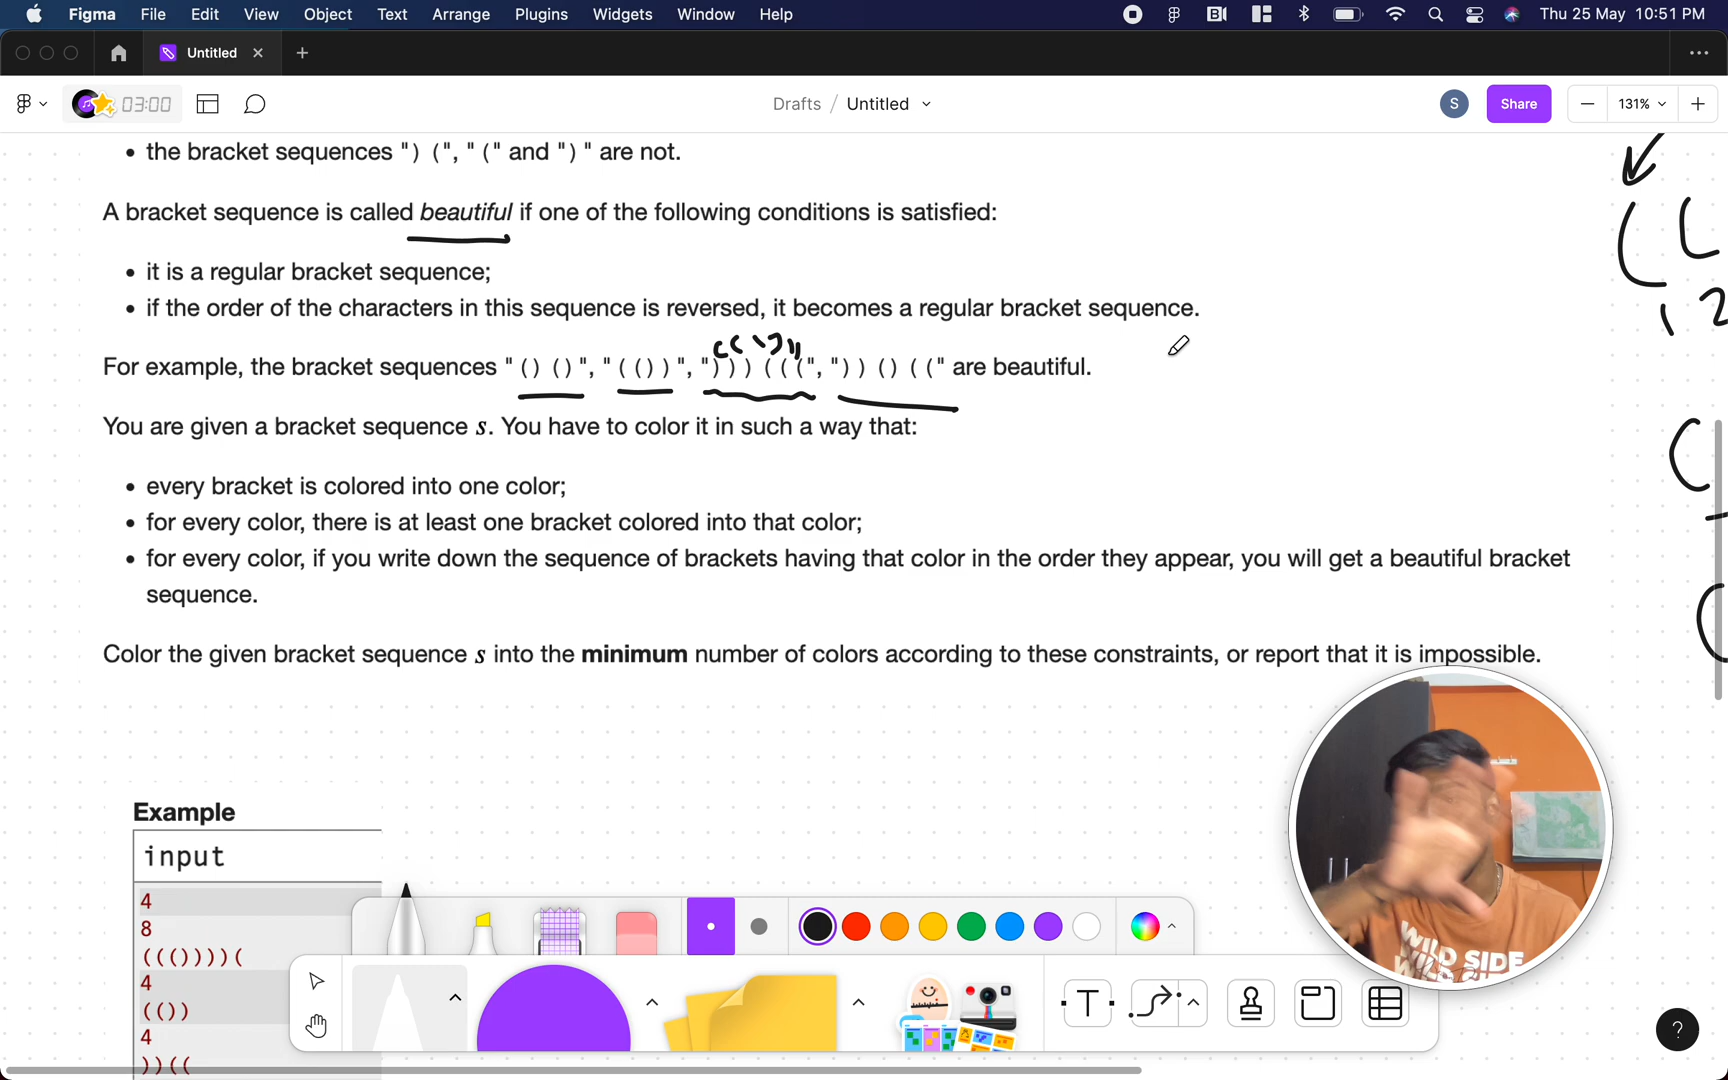 Figma File Edit View Object Text Arrange Plugins Widgets Window Help Thu 25 May 10:51 PM
Untitled
03:00 Drafts / Untitled S Share 131%
• the bracket sequences ")(", "(" and ")" are not.
A bracket sequence is called beautiful if one of the following conditions is satisfied:
• it is a regular bracket sequence;
• if the order of the characters in this sequence is reversed, it becomes a regular bracket sequence.
For example, the bracket sequences "()()", "(())", ")))(((", "))()((" are beautiful.
You are given a bracket sequence s. You have to color it in such a way that:
• every bracket is colored into one color;
• for every color, there is at least one bracket colored into that color;
• for every color, if you write down the sequence of brackets having that color in the order they appear, you will get a beautiful bracket
sequence.
Color the given bracket sequence s into the minimum number of colors according to these constraints, or report that it is impossible.
Example
input
4
8
((())))(
4
(())
4
))((
T
?
WILD SIDE